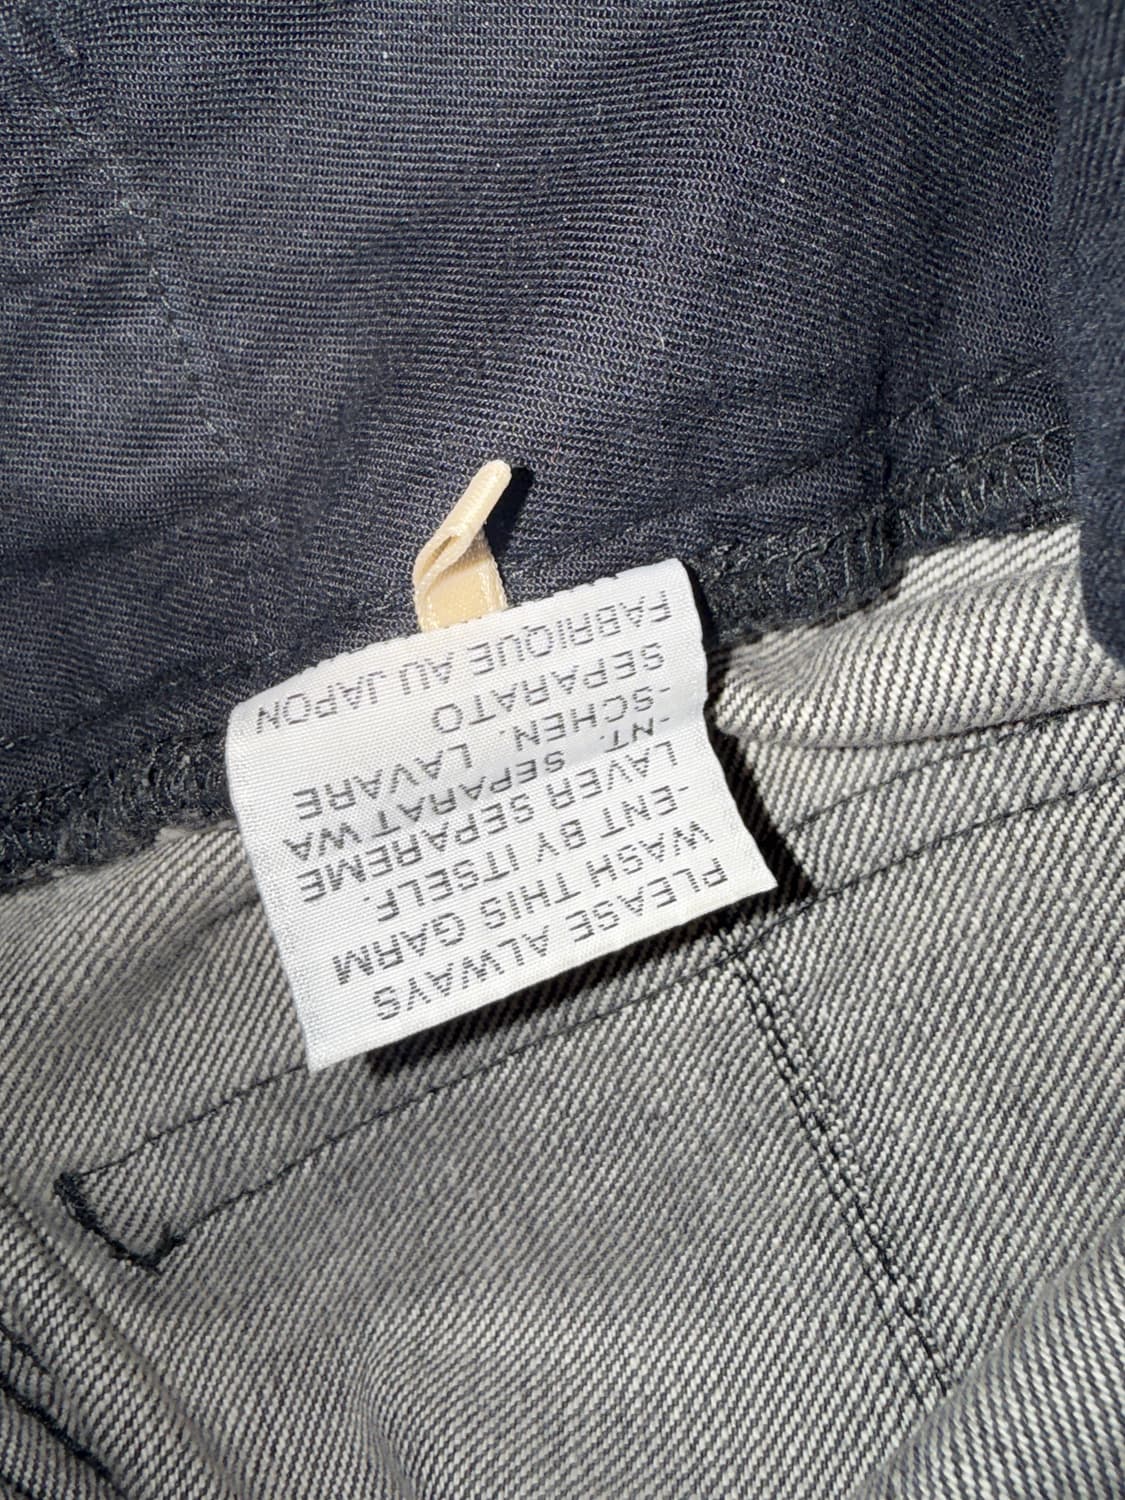 PLEASE ALWAYS
WASH THIS GARM
-ENT BY ITSELF.
LAVER SEPAREME
-NT. SEPARAT WA
-SCHEN. LAVARE
SEPARATO
FABRIQUE AU JAPON